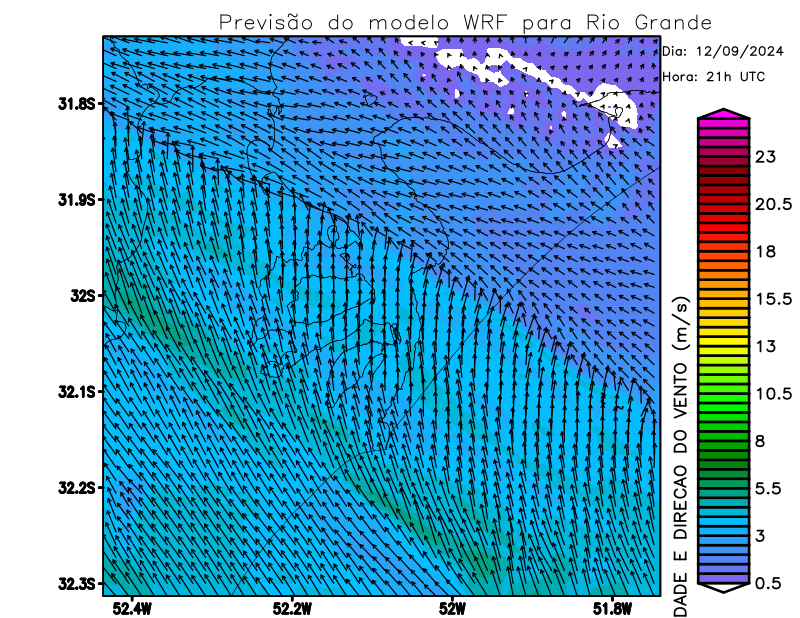 Previsão do modelo WRF para Rio Grande
Dia: 12/09/2024
Hora: 21h UTC
31.8S
31.9S
32S
32.1S
32.2S
32.3S
52.4W
52.2W
52W
51.8W
23
20.5
18
15.5
13
10.5
8
5.5
3
0.5
DADE E DIRECAO DO VENTO (m/s)